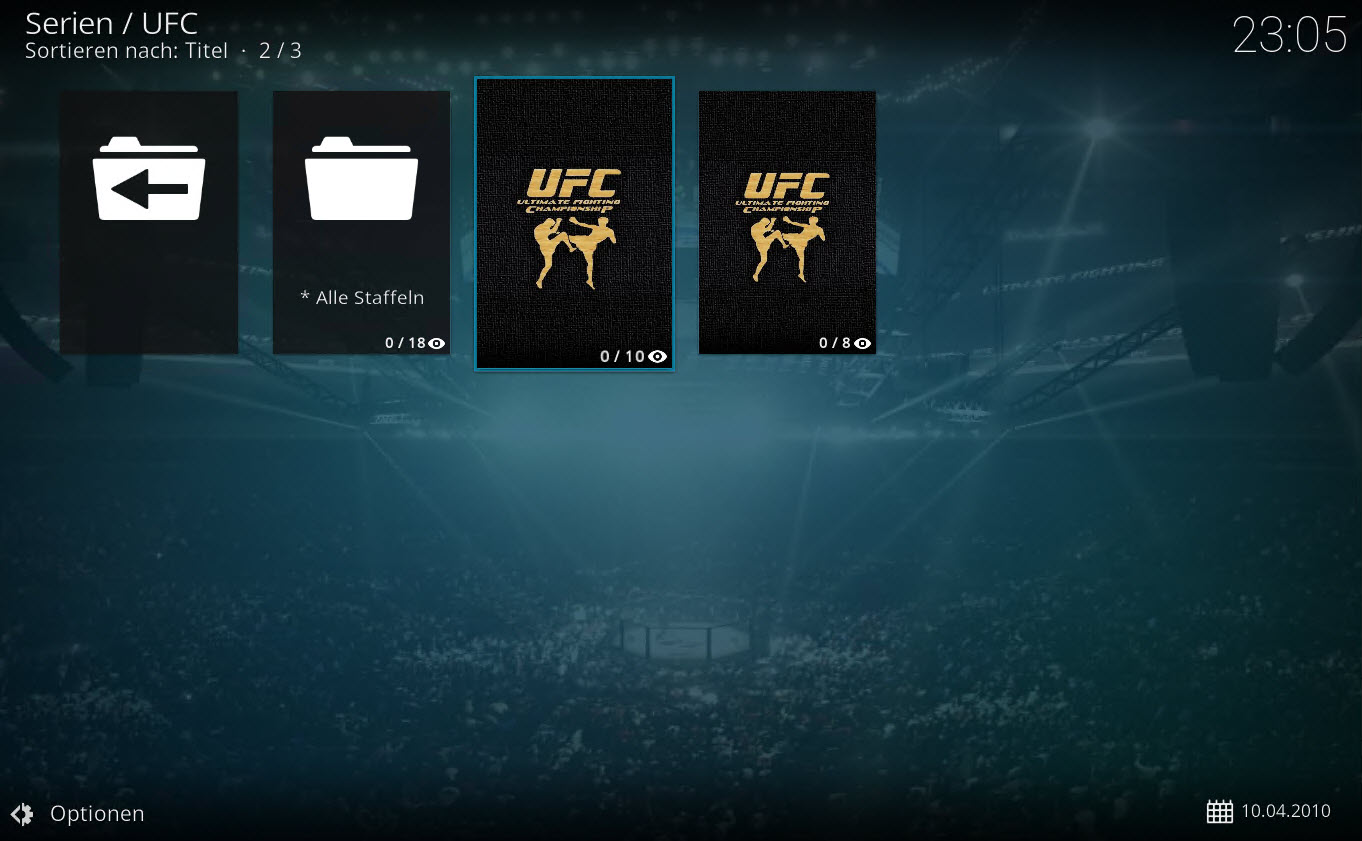 Serien / UFC
23:05
Sortieren nach: Titel · 2 / 3
UFC
ULTIMATE FIGHTING
CHAMPIONSHIP
UFC
ULTIMATE FIGHTING
CHAMPIONSHIP
* Alle Staffeln
0 / 18
0 / 10
0 / 8
Optionen
10.04.2010